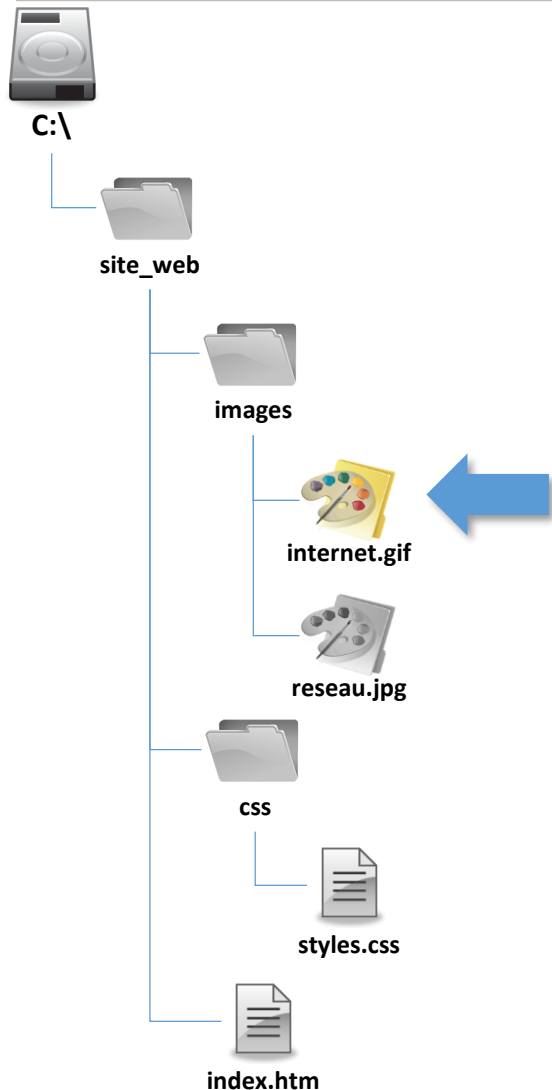 C:\
site_web
images
internet.gif
reseau.jpg
css
styles.css
index.htm